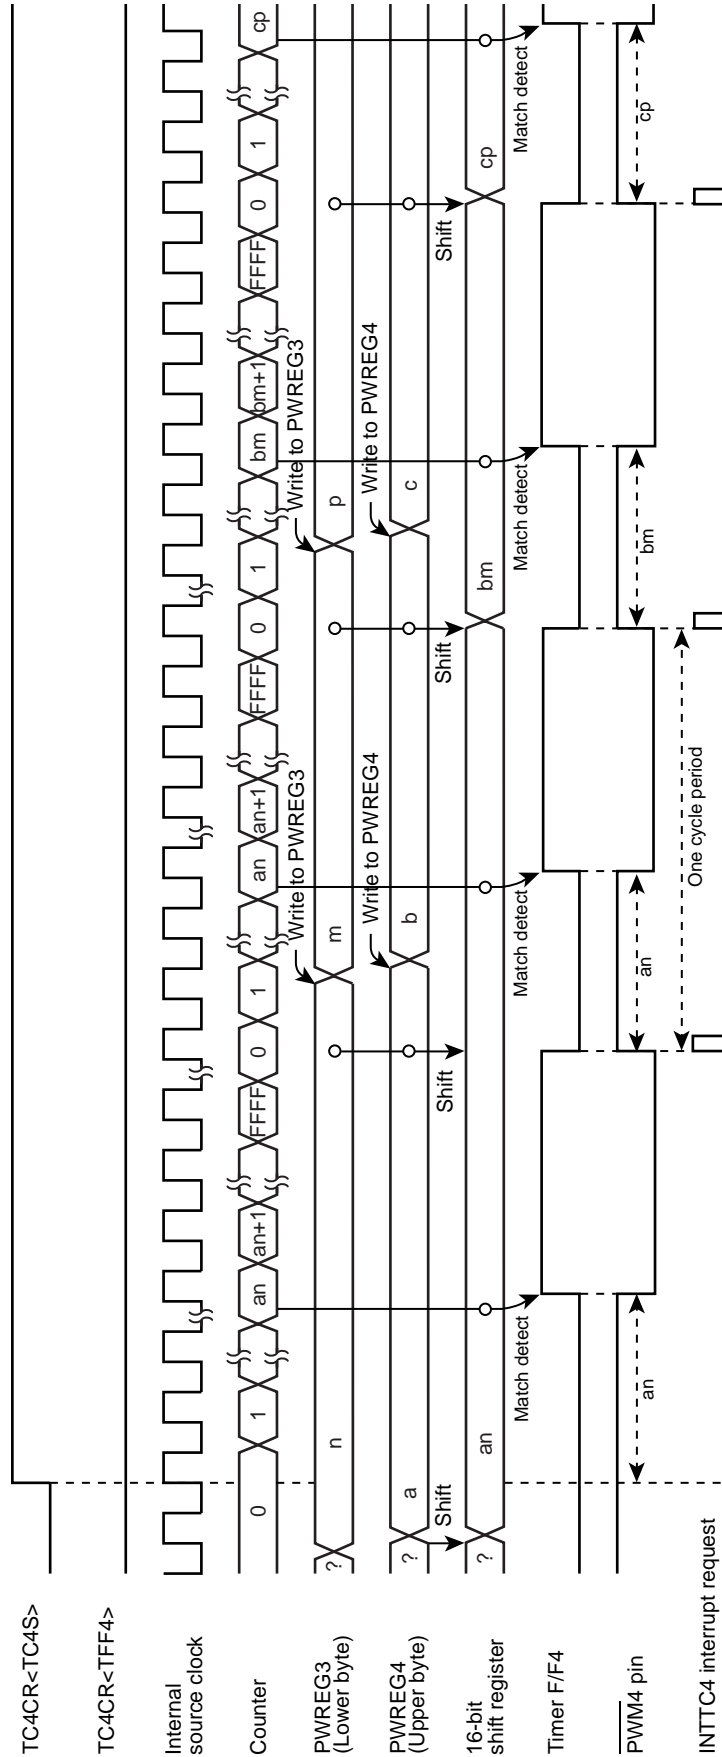 TC4CR<TC4S>
TC4CR<TFF4>
Internal
source clock
Counter
0
1
an
an+1
FFFF
0
1
an
an+1
FFFF
0
1
bm
bm+1
FFFF
0
1
cp
Write to PWREG3
Write to PWREG3
PWREG3
(Lower byte)
?
n
m
p
Write to PWREG4
Write to PWREG4
PWREG4
(Upper byte)
?
a
b
c
Shift
Shift
Shift
Shift
16-bit
shift register
?
an
bm
cp
Match detect
Match detect
Match detect
Match detect
Timer F/F4
PWM4 pin
an
an
bm
cp
One cycle period
INTTC4 interrupt request